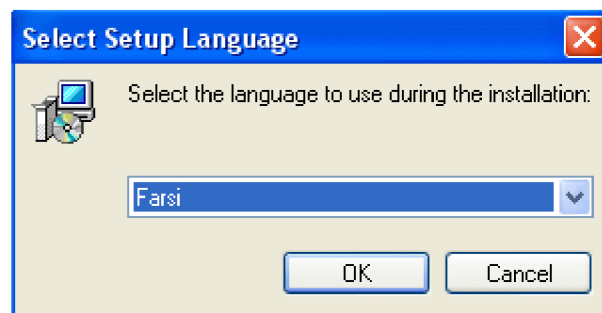 Select Setup Language
Select the language to use during the installation:
Farsi
OK
Cancel